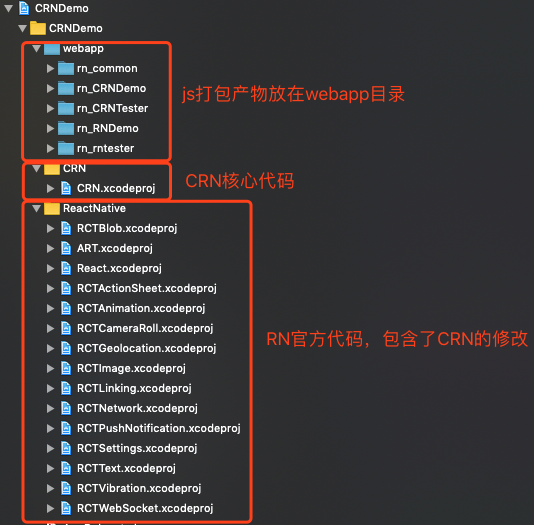 CRNDemo
CRNDemo
webapp
rn_common
rn_CRNDemo
js打包产物放在webapp目录
rn_CRNTester
rn_RNDemo
rn_rntester
CRN
CRN核心代码
CRN.xcodeproj
ReactNative
RCTBlob.xcodeproj
ART.xcodeproj
React.xcodeproj
RCTActionSheet.xcodeproj
RCTAnimation.xcodeproj
RCTCameraRoll.xcodeproj
RN官方代码，包含了CRN的修改
RCTGeolocation.xcodeproj
RCTImage.xcodeproj
RCTLinking.xcodeproj
RCTNetwork.xcodeproj
RCTPushNotification.xcodeproj
RCTSettings.xcodeproj
RCTText.xcodeproj
RCTVibration.xcodeproj
RCTWebSocket.xcodeproj